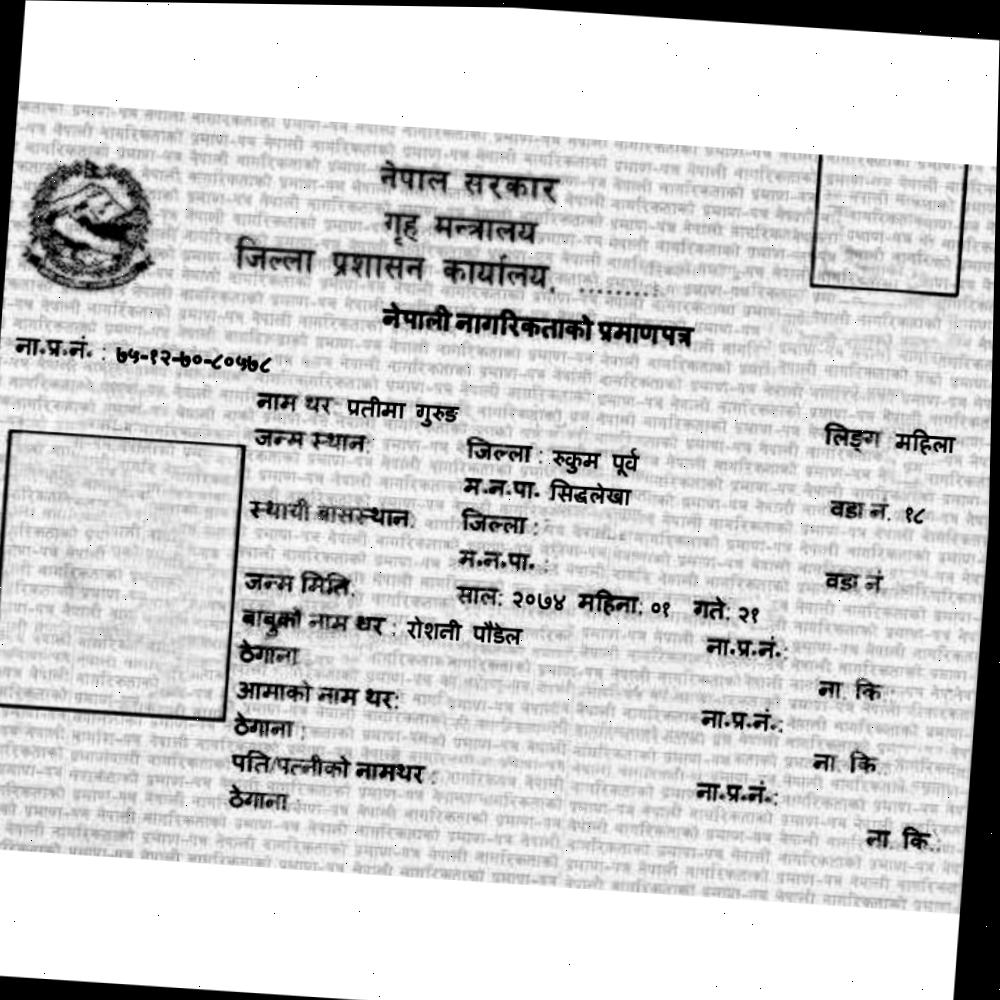 नेपाल सरकार
गृह मन्त्रालय
जिल्ला प्रशासन कार्यालय, .........
नेपाली नागरिकताको प्रमाणपत्र
ना.प्र.नं. : ७५-१२-७०-८०५७८
नाम थर प्रतीमा गुरुङ लिङ्ग महिला
जन्म स्थान: जिल्ला : रुकुम पूर्व
म.न.पा. सिद्धलेखा वडा नं. १८
स्थायी बासस्थान: जिल्ला :
म.न.पा. : वडा नं
जन्म मिति: साल: २०७४ महिना: ०१ गते: २१
बाबुको नाम थर : रोशनी पौडेल ना.प्र.नं.:
ठेगाना ना. कि.:
आमाको नाम थर: ना.प्र.नं.:
ठेगाना : ना. कि.:
पति/पत्नीको नामथर : ना.प्र.नं.:
ठेगाना : ना. कि.: